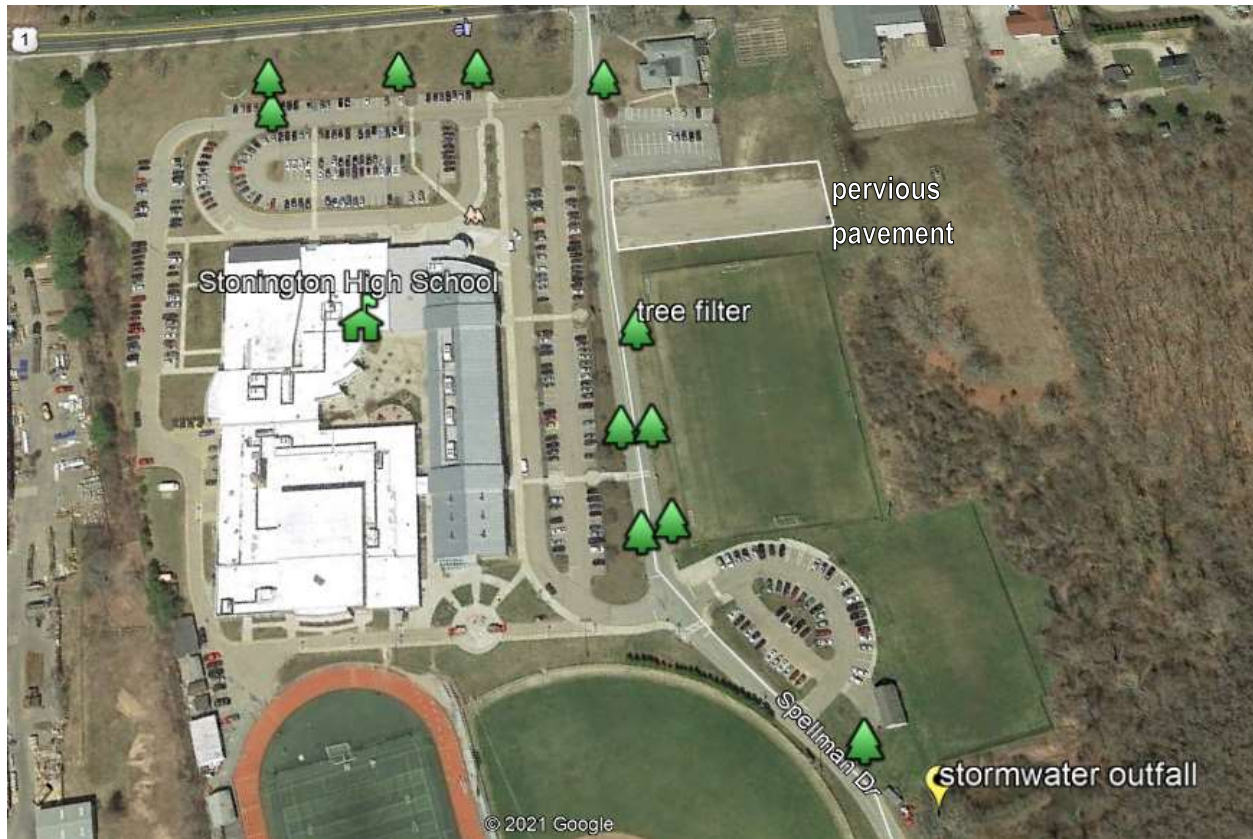 1
pervious
pavement
Stonington High School
tree filter
Spellman Dr
stormwater outfall
© 2021 Google